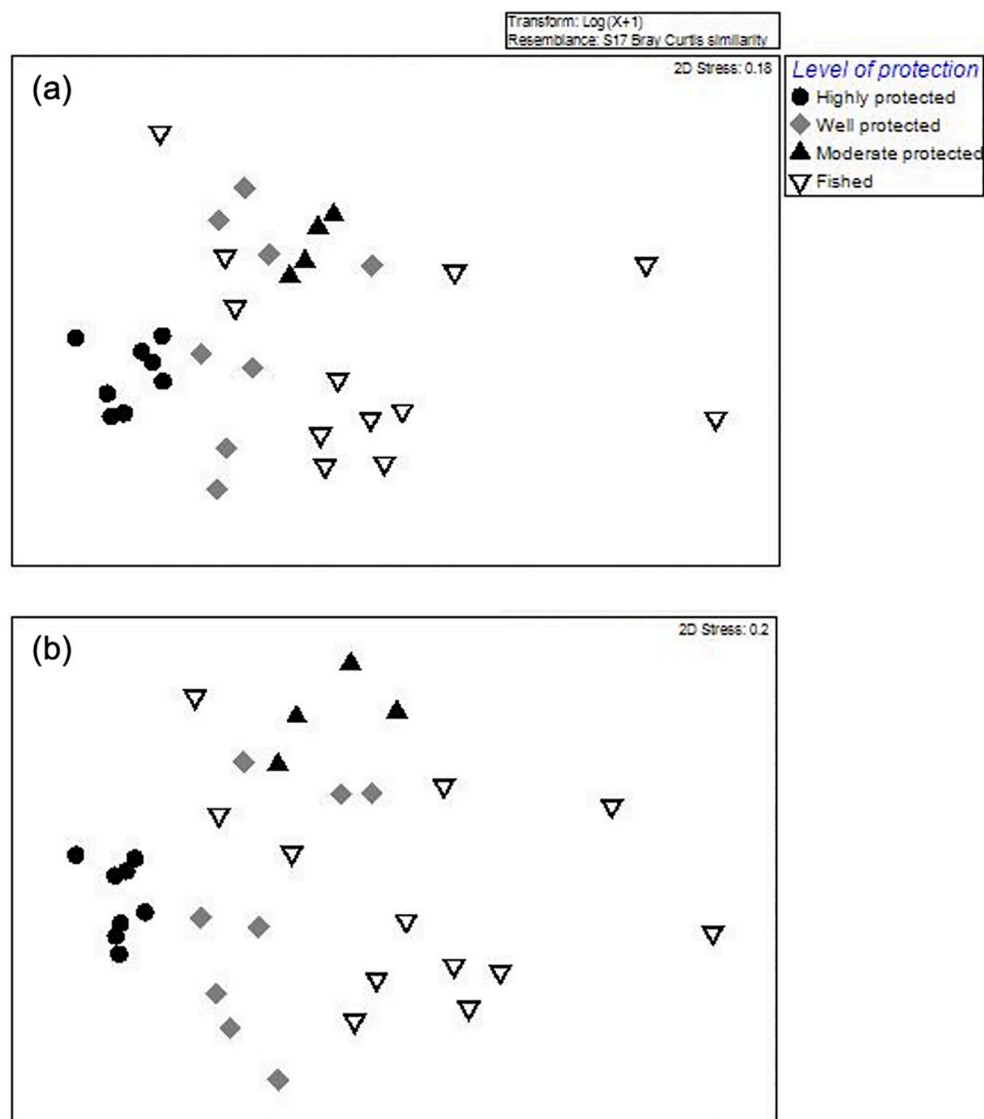 Transform: Log(X+1)
Resemblance: S17 Bray Curtis similarity
(a)
2D Stress: 0.18
Level of protection
Highly protected
Well protected
Moderate protected
Fished
(b)
2D Stress: 0.2